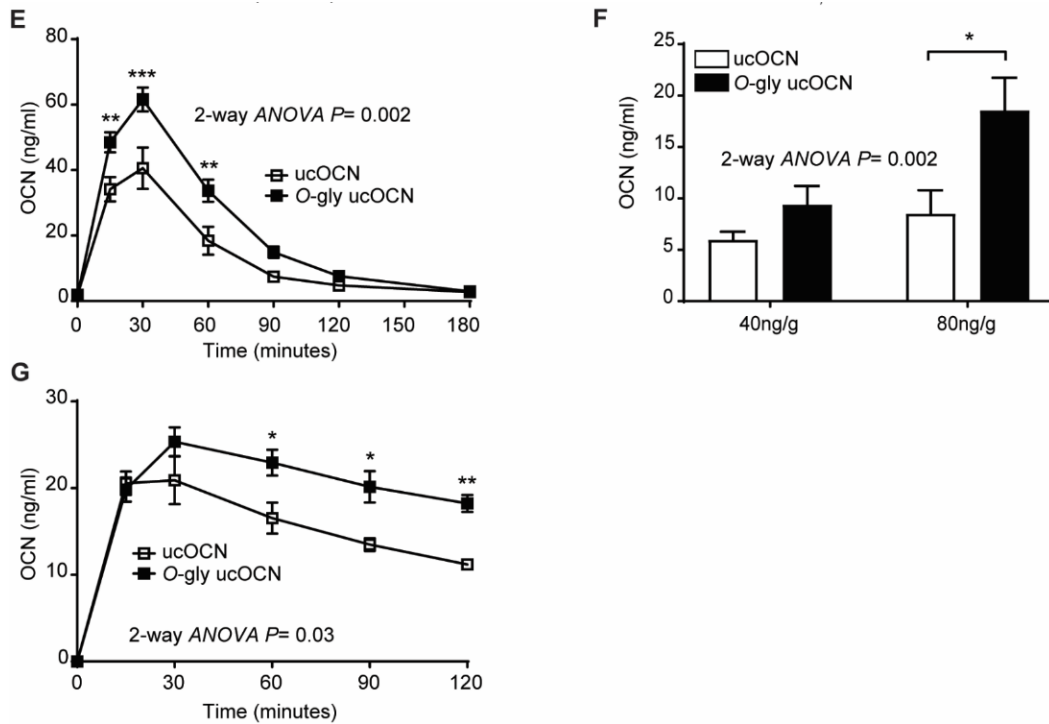 E
OCN (ng/ml)
80
60
40
20
0
** *** **
2-way ANOVA P= 0.002
ucOCN
O-gly ucOCN
0 30 60 90 120 150 180
Time (minutes)
F
OCN (ng/ml)
25
20
15
10
5
0
*
ucOCN
O-gly ucOCN
2-way ANOVA P= 0.002
40ng/g 80ng/g
G
OCN (ng/ml)
30
20
10
0
* * **
ucOCN
O-gly ucOCN
2-way ANOVA P= 0.03
0 30 60 90 120
Time (minutes)